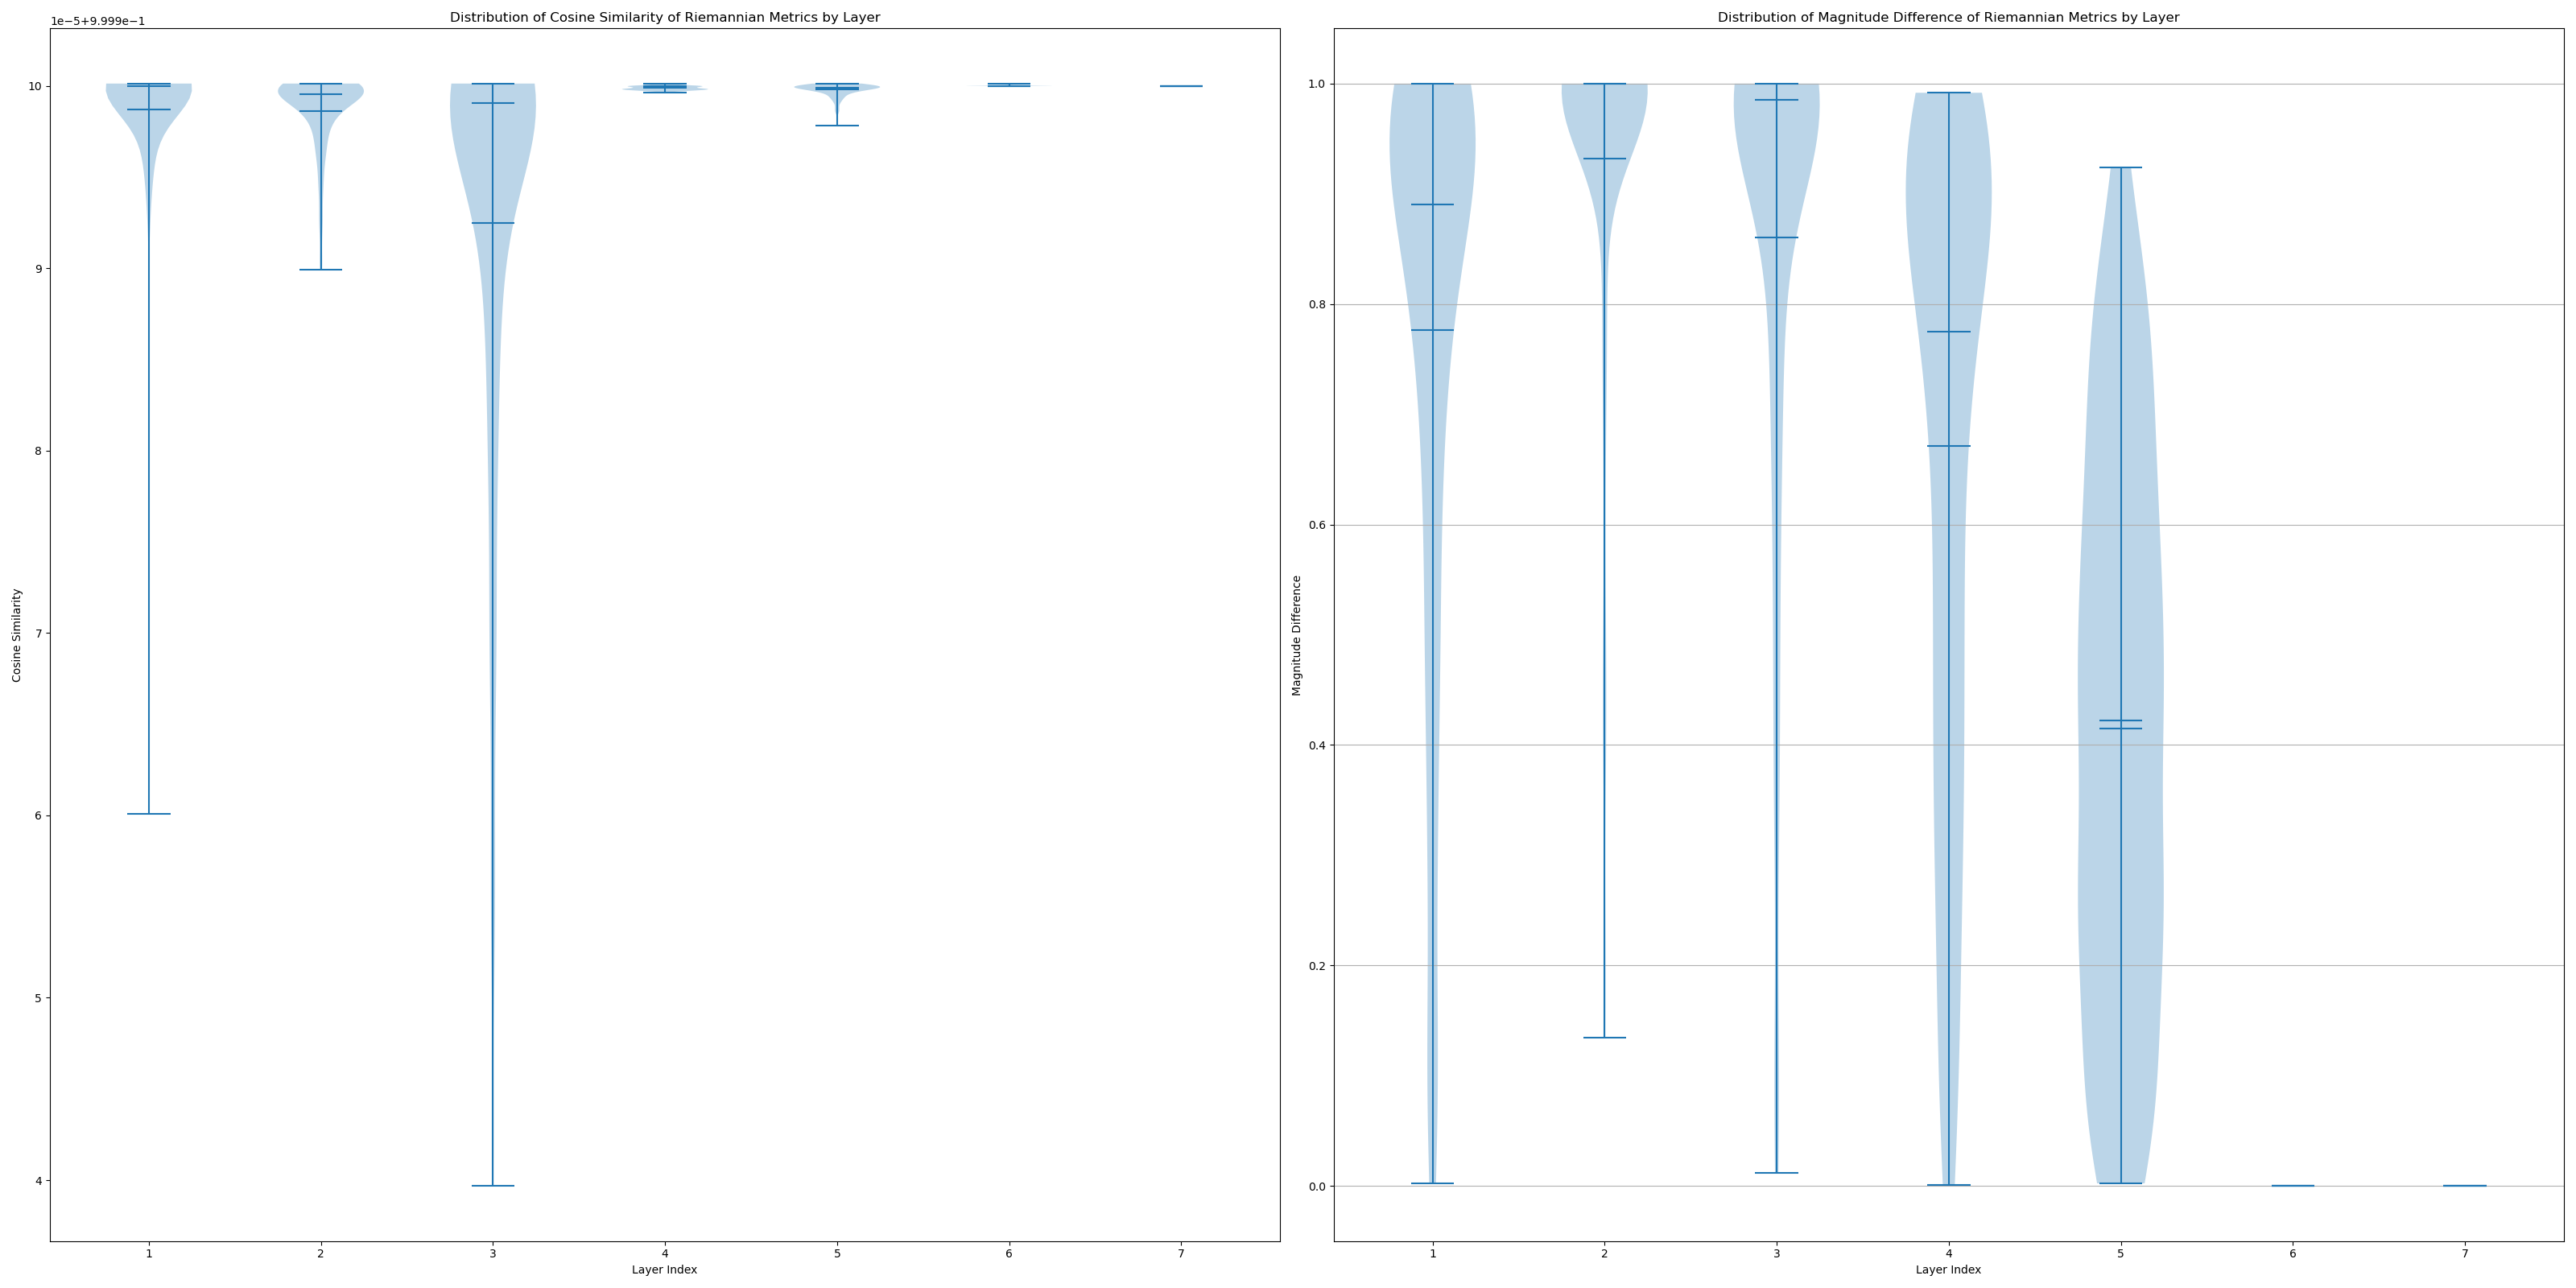 Distribution of Cosine Similarity of Riemannian Metrics by Layer
1e−5+9.999e−1
10
9
8
7
6
5
4
Cosine Similarity
1 2 3 4 5 6 7
Layer Index
Distribution of Magnitude Difference of Riemannian Metrics by Layer
1.0
0.8
0.6
0.4
0.2
0.0
Magnitude Difference
1 2 3 4 5 6 7
Layer Index